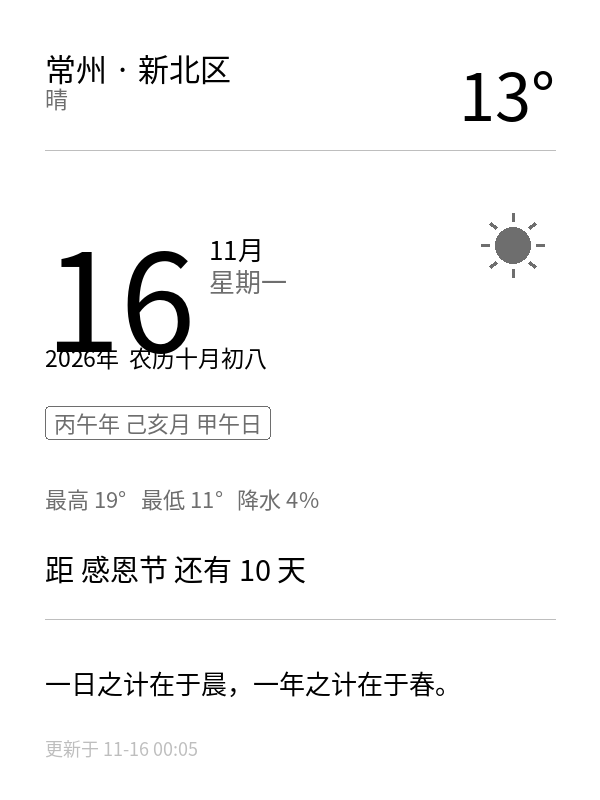 常州 · 新北区
晴
13°
16
11月
星期一
2026年 农历十月初八
丙午年 己亥月 甲午日
最高 19° 最低 11° 降水 4%
距 感恩节 还有 10 天
一日之计在于晨，一年之计在于春。
更新于 11-16 00:05